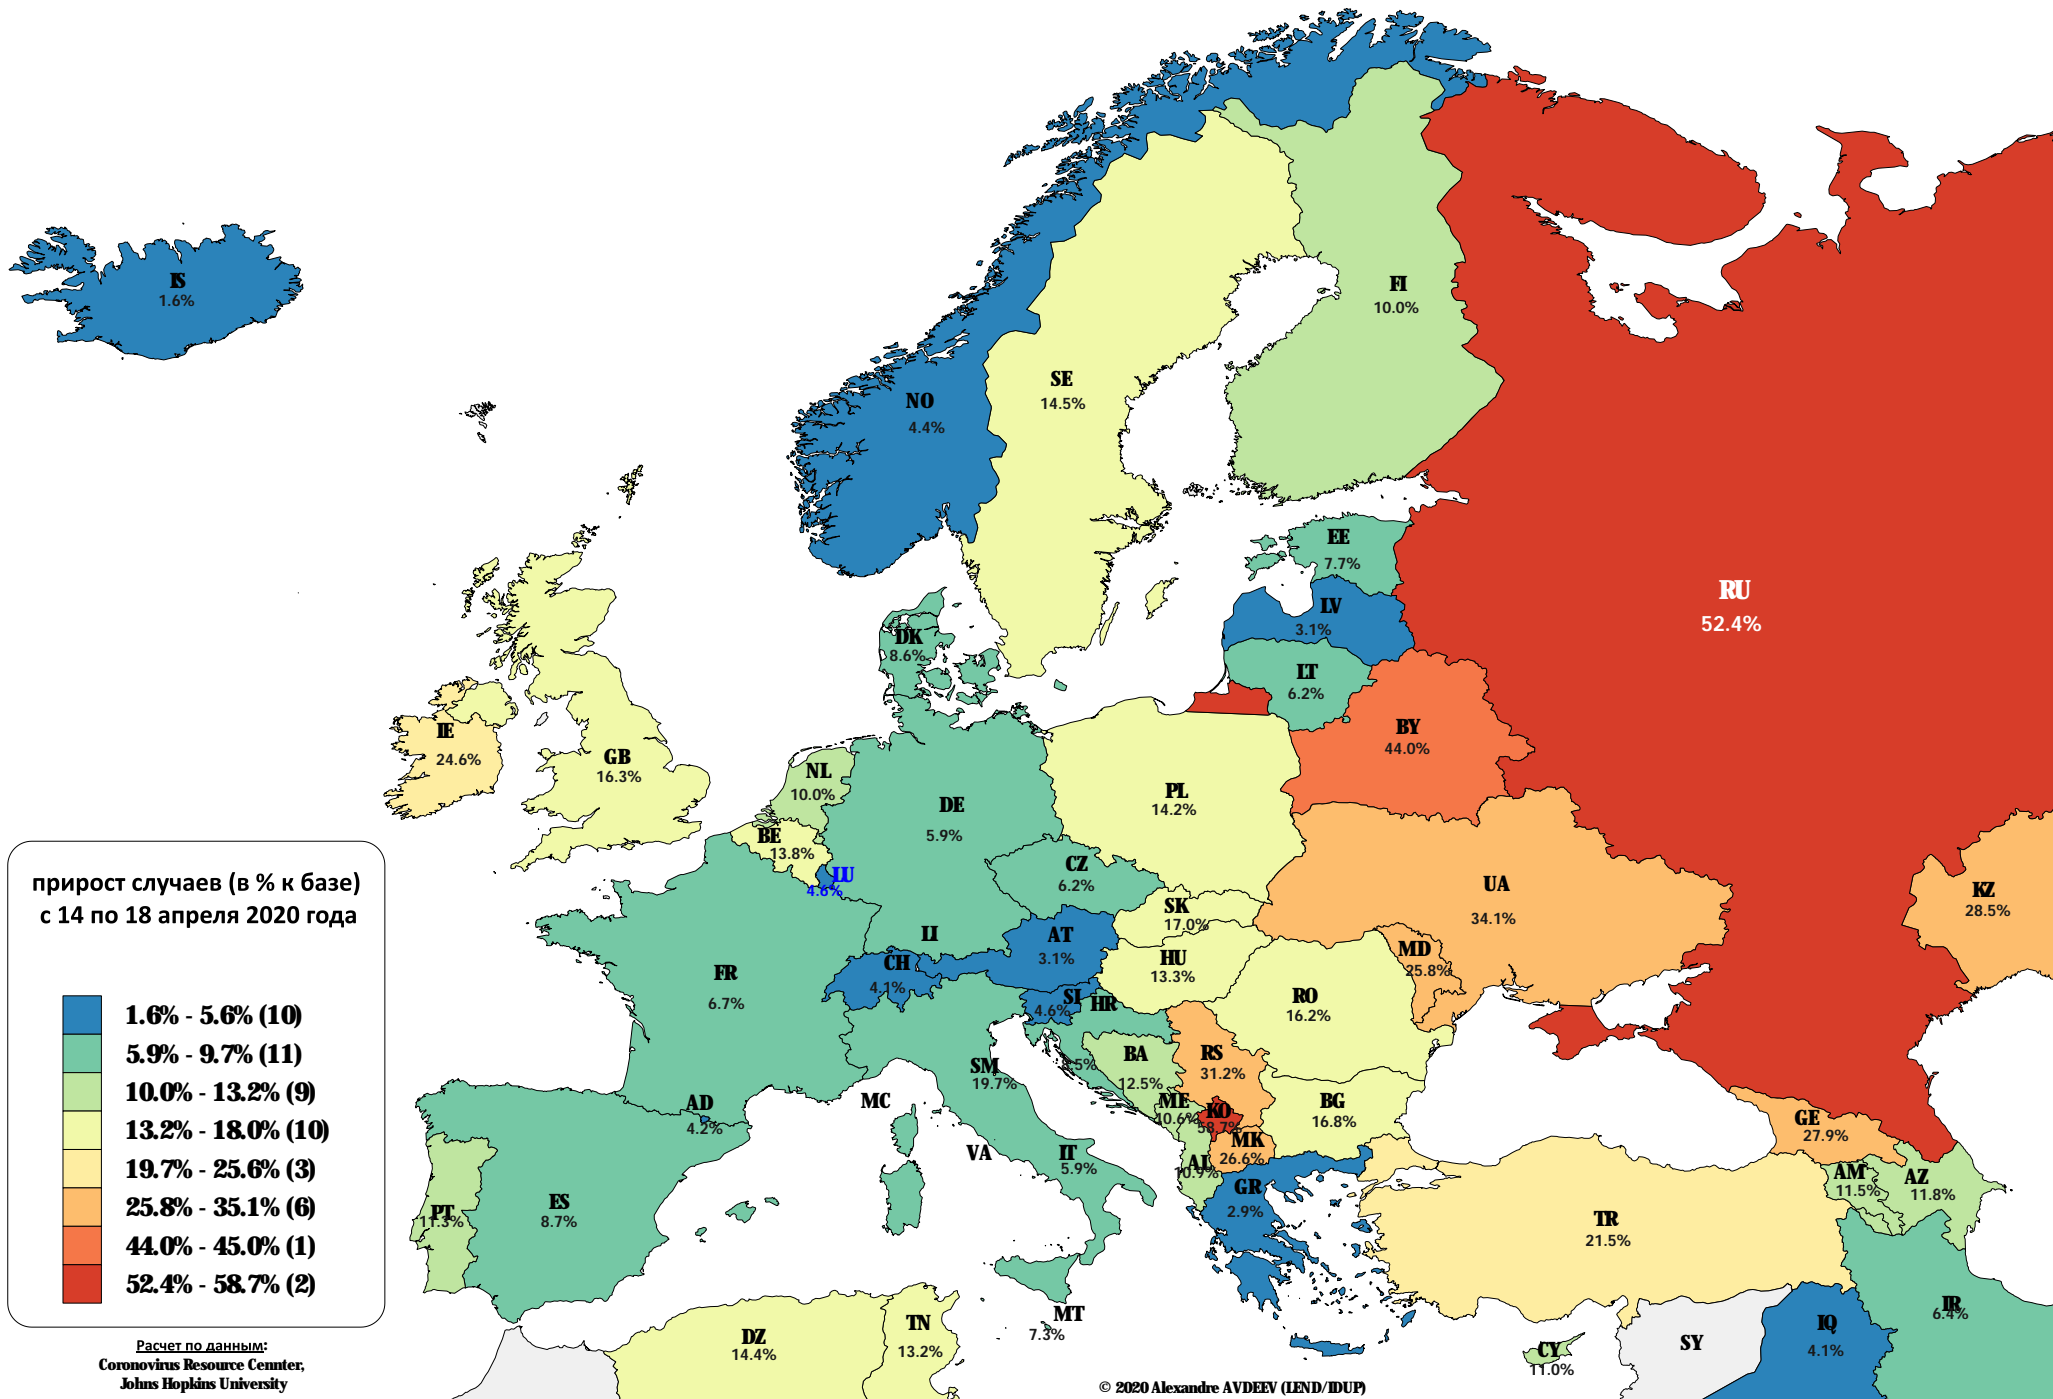 IS
1.6%
NO
4.4%
SE
14.5%
FI
10.0%
RU
52.4%
EE
7.7%
LV
3.1%
LT
6.2%
DK
8.6%
BY
44.0%
IE
24.6%
GB
16.3%
NL
10.0%
DE
5.9%
PL
14.2%
BE
13.8%
LU
4.6%
CZ
6.2%
UA
34.1%
KZ
28.5%
SK
17.0%
LI
AT
3.1%
HU
13.3%
MD
25.8%
FR
6.7%
CH
4.1%
SI
4.6%
HR
RO
16.2%
BA
12.5%
RS
31.2%
SM
19.7%
MC
AD
4.2%
ME
KO
58.7%
BG
16.8%
MK
26.6%
GE
27.9%
VA
IT
5.9%
AL
10.9%
GR
2.9%
AM
11.5%
AZ
11.8%
ES
8.7%
PT
11.3%
TR
21.5%
MT
7.3%
DZ
14.4%
TN
13.2%
CY
11.0%
SY
IQ
4.1%
IR
6.4%
прирост случаев (в % к базе)
с 14 по 18 апреля 2020 года
1.6% - 5.6% (10)
5.9% - 9.7% (11)
10.0% - 13.2% (9)
13.2% - 18.0% (10)
19.7% - 25.6% (3)
25.8% - 35.1% (6)
44.0% - 45.0% (1)
52.4% - 58.7% (2)
Расчет по данным:
Coronovirus Resource Cennter,
Johns Hopkins University
© 2020 Alexandre AVDEEV (LEND/IDUP)